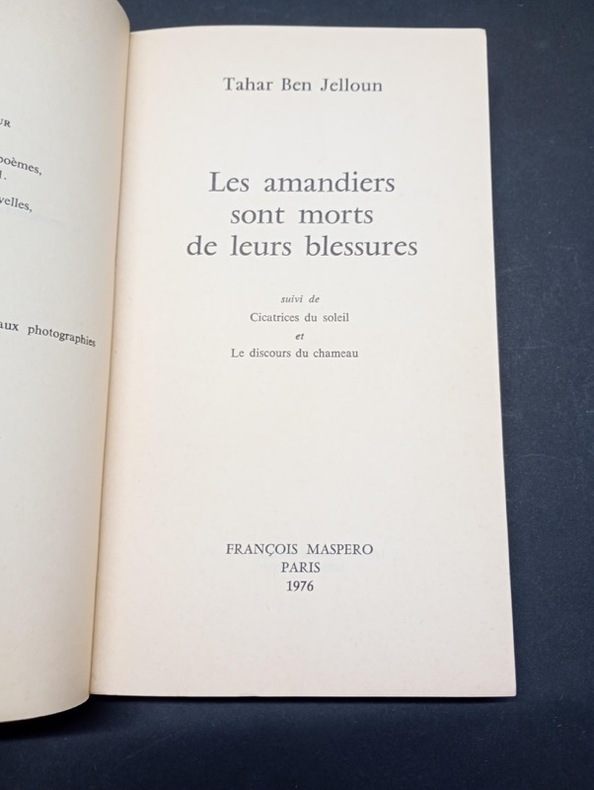 UR
poèmes,
velles,
aux photographies
Tahar Ben Jelloun
Les amandiers
sont morts
de leurs blessures
suivi de
Cicatrices du soleil
et
Le discours du chameau
FRANÇOIS MASPERO
PARIS
1976